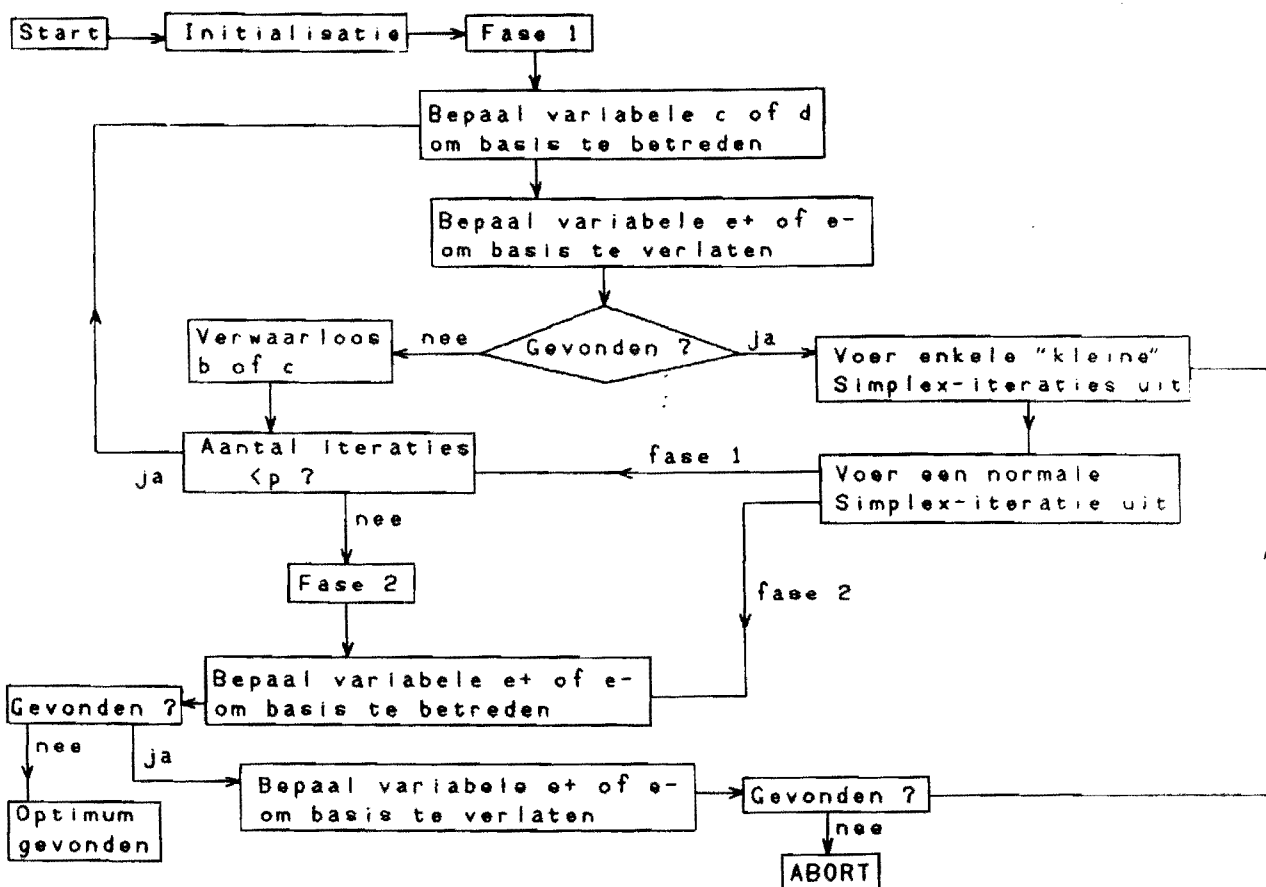 Start
Initialisatie
Fase 1
Bepaal variabele c of d
om basis te betreden
Bepaal variabele e+ of e-
om basis te verlaten
Gevonden ?
nee
ja
Verwaarloos
b of c
Voer enkele "kleine"
Simplex-iteraties uit
Aantal iteraties
<p ?
ja
nee
fase 1
Voer een normale
Simplex-iteratie uit
fase 2
Fase 2
Bepaal variabele e+ of e-
om basis te betreden
Gevonden ?
nee
ja
Optimum
gevonden
Bepaal variabele e+ of e-
om basis te verlaten
Gevonden ?
nee
ABORT